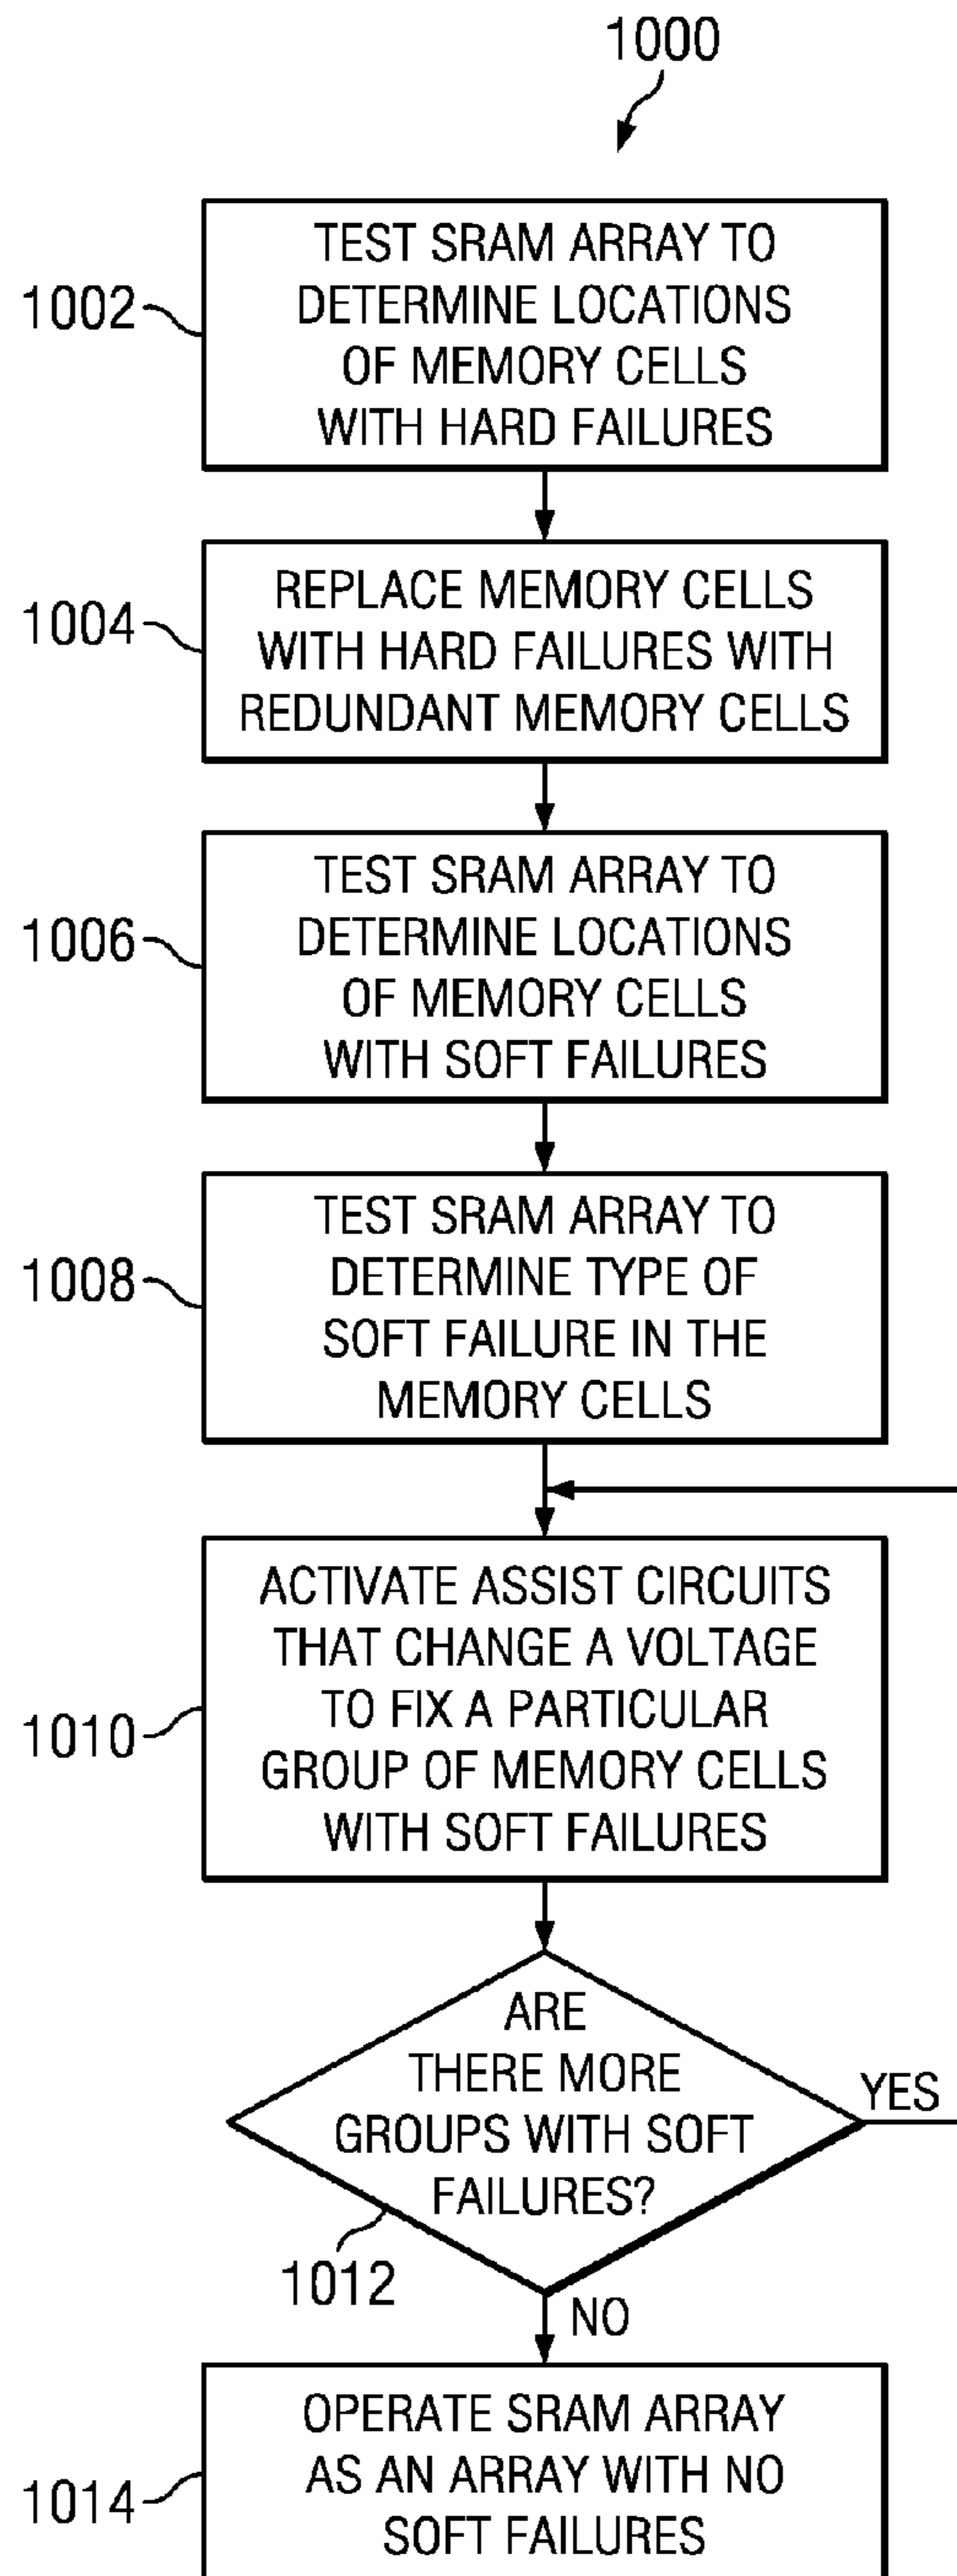 1000
TEST SRAM ARRAY TO
DETERMINE LOCATIONS
OF MEMORY CELLS
WITH HARD FAILURES
1002
REPLACE MEMORY CELLS
WITH HARD FAILURES WITH
REDUNDANT MEMORY CELLS
1004
TEST SRAM ARRAY TO
DETERMINE LOCATIONS
OF MEMORY CELLS
WITH SOFT FAILURES
1006
TEST SRAM ARRAY TO
DETERMINE TYPE OF
SOFT FAILURE IN THE
MEMORY CELLS
1008
ACTIVATE ASSIST CIRCUITS
THAT CHANGE A VOLTAGE
TO FIX A PARTICULAR
GROUP OF MEMORY CELLS
WITH SOFT FAILURES
1010
ARE
THERE MORE
GROUPS WITH SOFT
FAILURES?
YES
1012
NO
OPERATE SRAM ARRAY
AS AN ARRAY WITH NO
SOFT FAILURES
1014